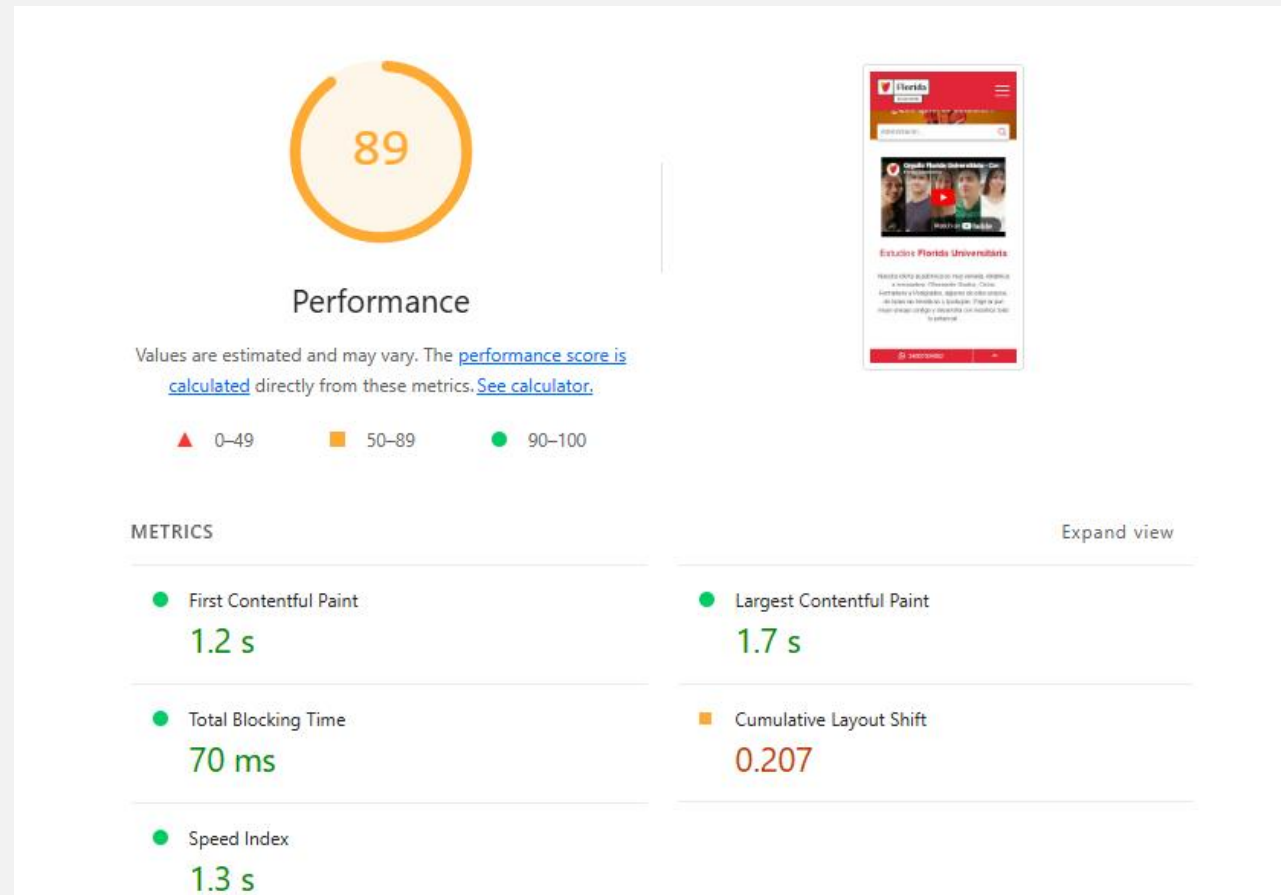 89
Performance
Values are estimated and may vary. The performance score is
calculated directly from these metrics. See calculator.
0–49
50–89
90–100
Florida
Estudios Florida Universitària
METRICS
Expand view
First Contentful Paint
1.2 s
Largest Contentful Paint
1.7 s
Total Blocking Time
70 ms
Cumulative Layout Shift
0.207
Speed Index
1.3 s